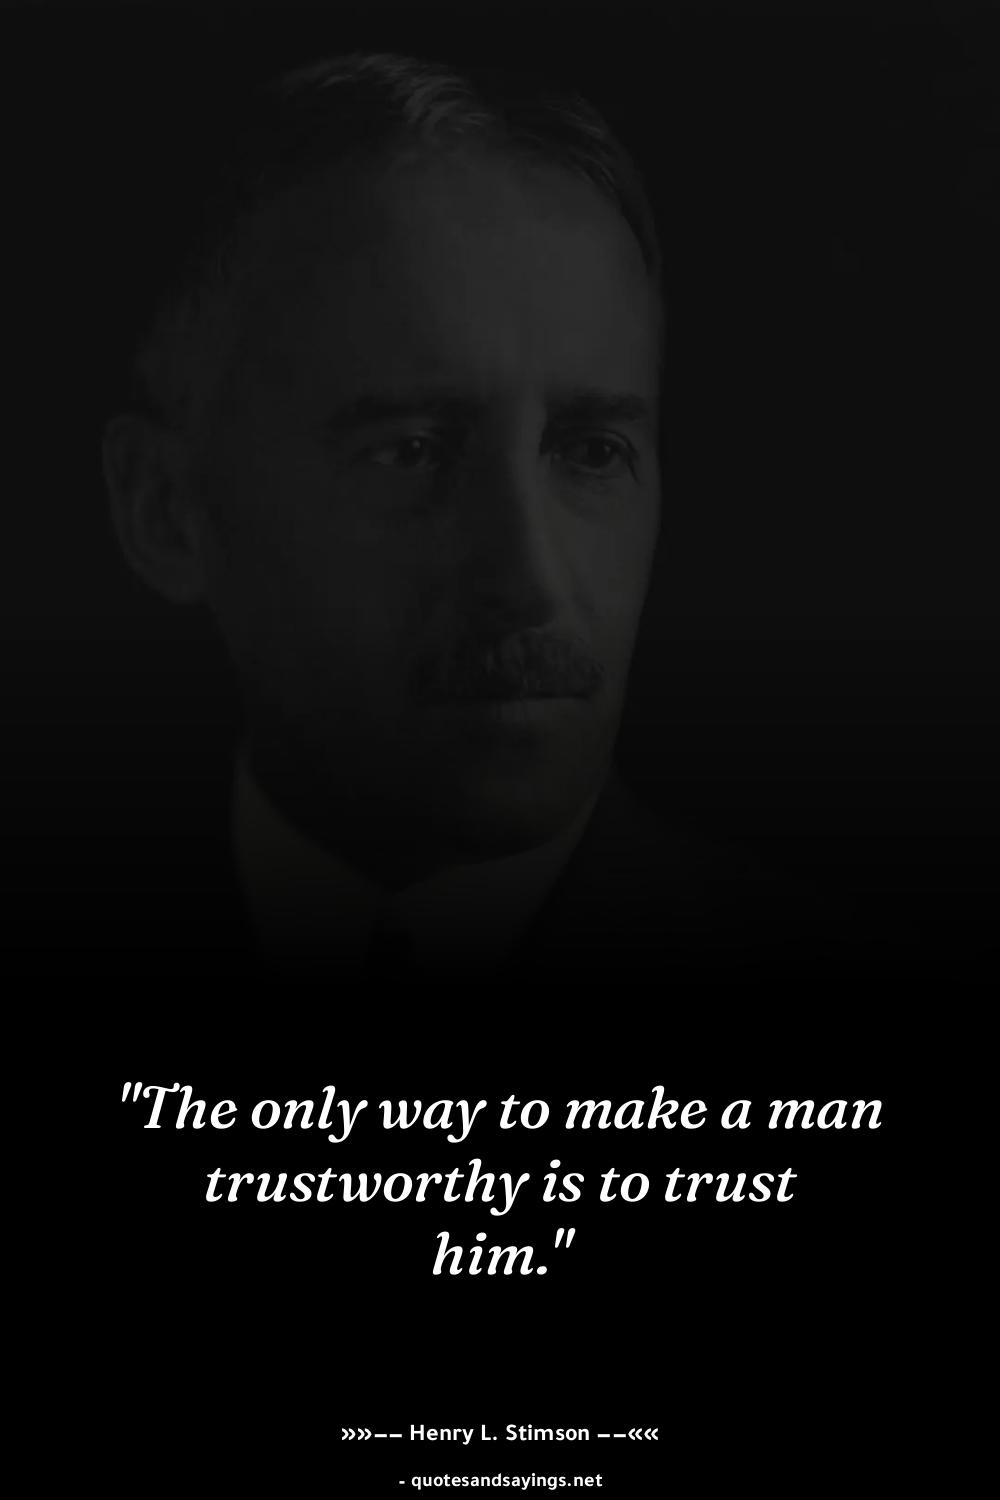 "The only way to make a man
trustworthy is to trust
him."
»»—— Henry L. Stimson ——««
- quotesandsayings.net